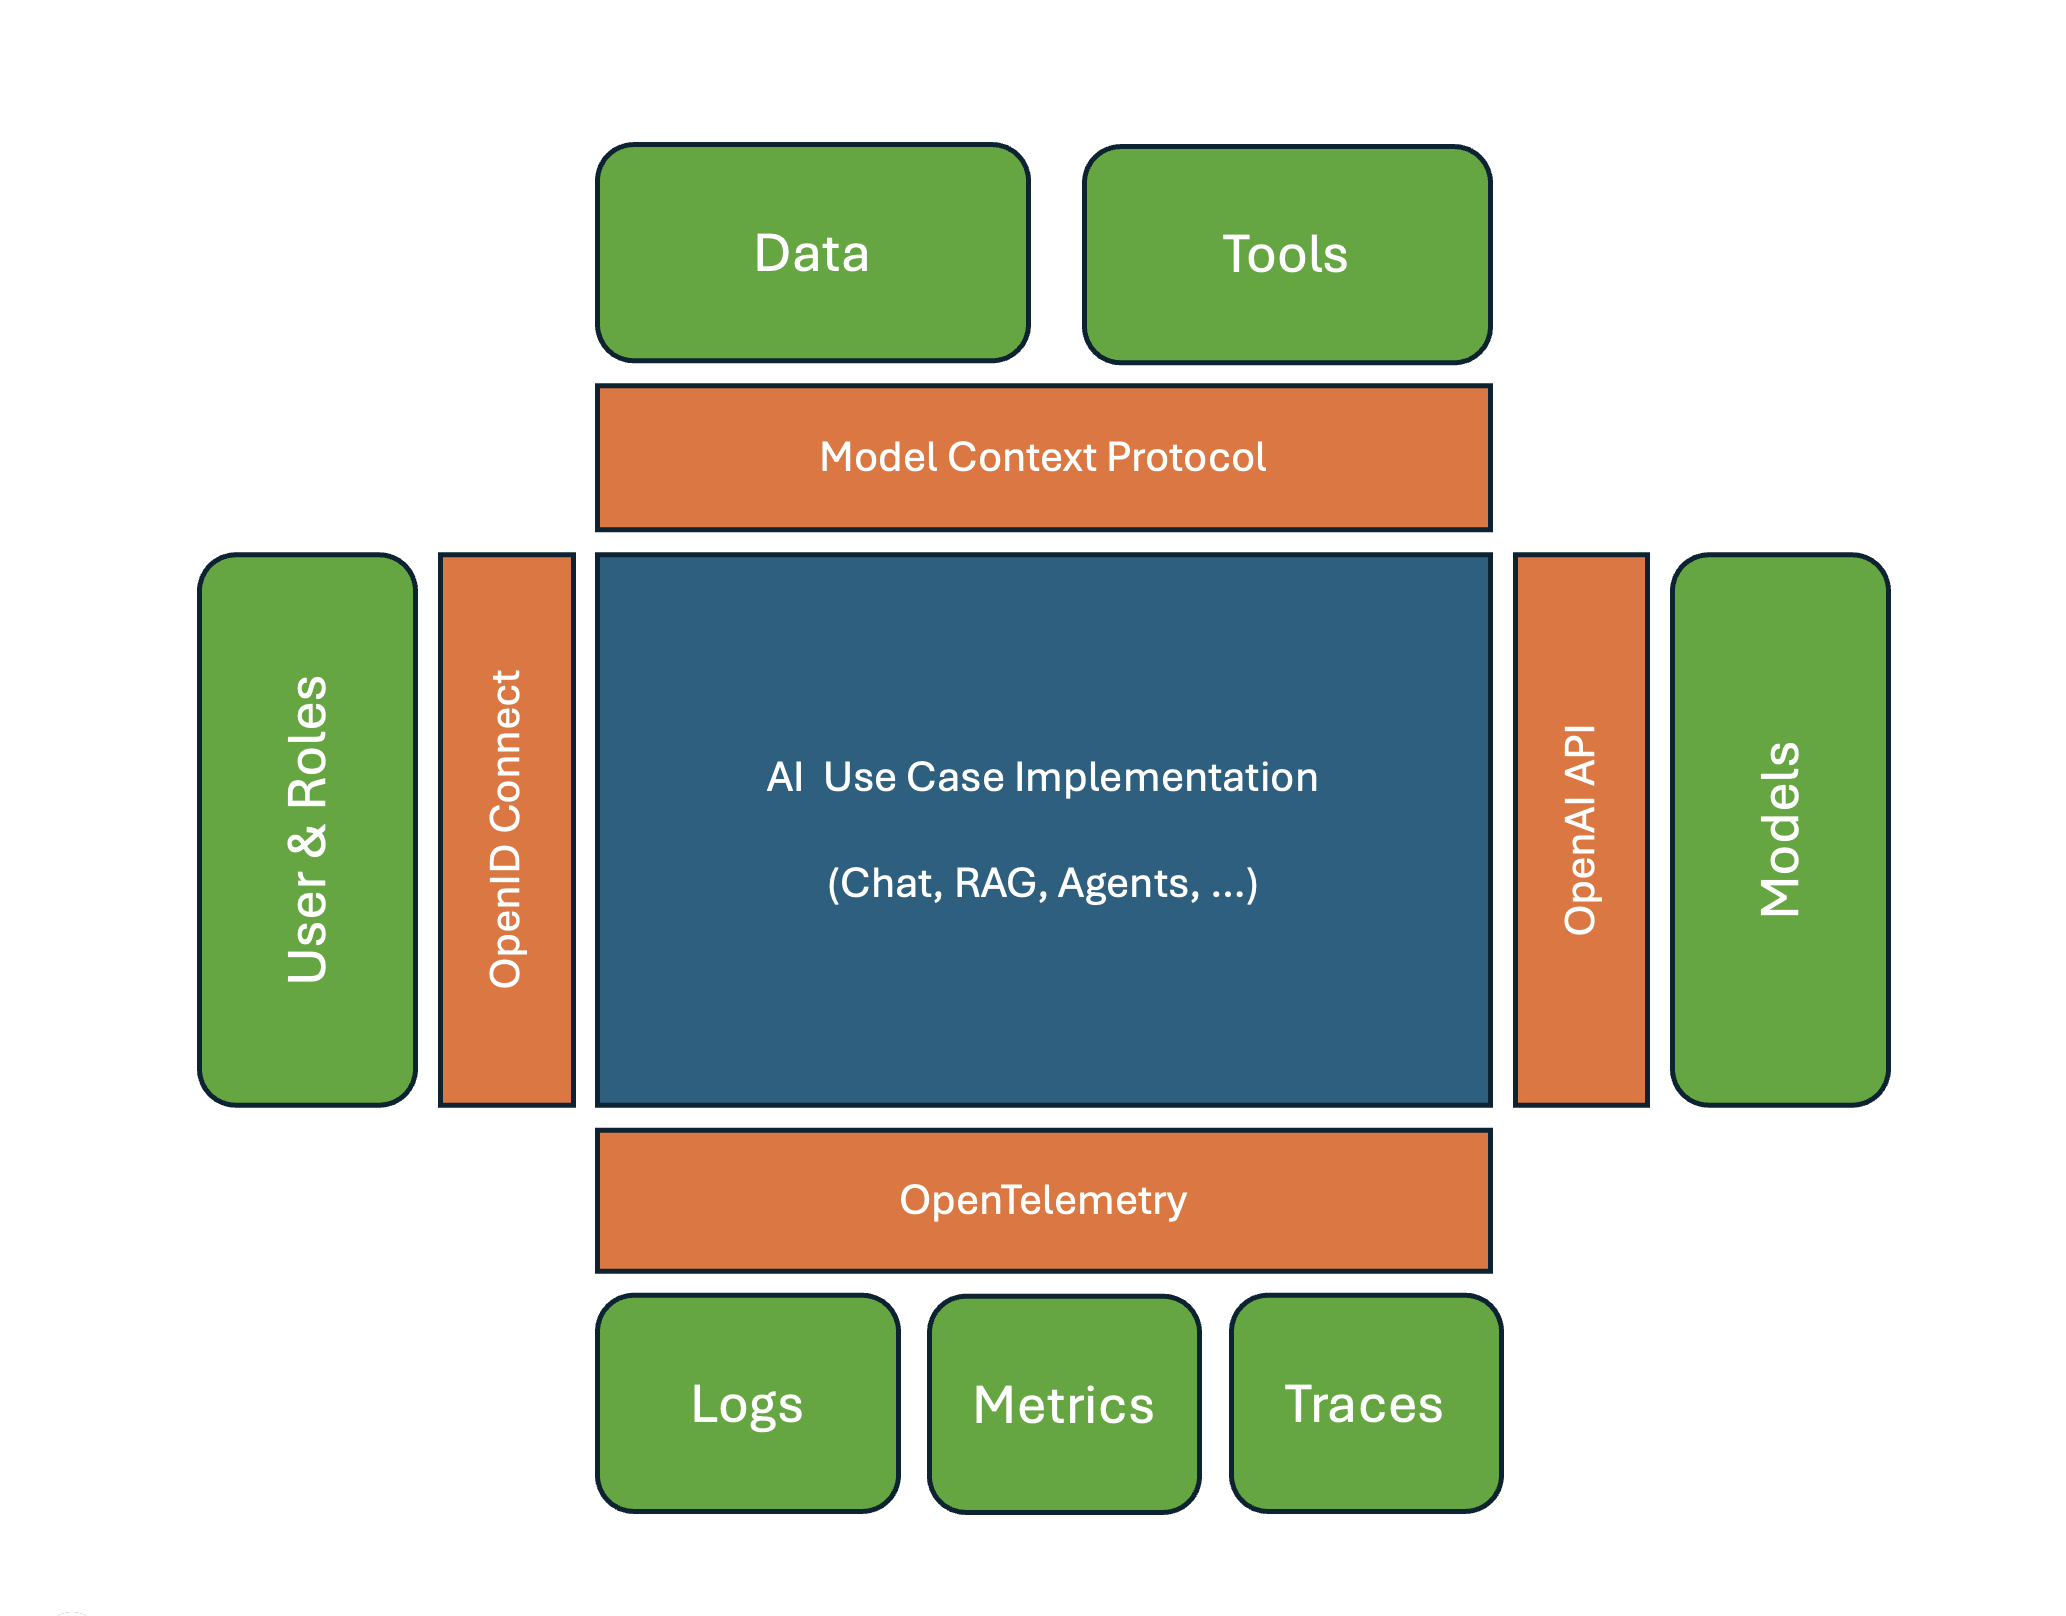 Data
Tools
Model Context Protocol
User & Roles
OpenID Connect
AI  Use Case Implementation
(Chat, RAG, Agents, ...)
OpenAI API
Models
OpenTelemetry
Logs
Metrics
Traces